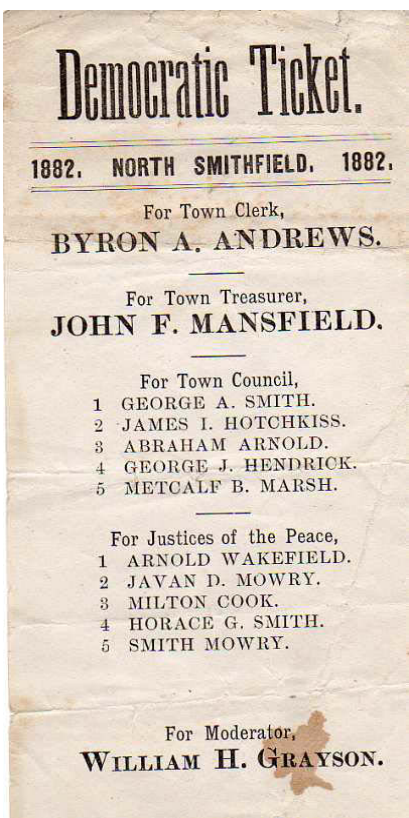 Democratic Ticket.
1882. NORTH SMITHFIELD. 1882.
For Town Clerk,
BYRON A. ANDREWS.
For Town Treasurer,
JOHN F. MANSFIELD.
For Town Council,
1 GEORGE A. SMITH.
2 JAMES I. HOTCHKISS.
3 ABRAHAM ARNOLD.
4 GEORGE J. HENDRICK.
5 METCALF B. MARSH.
For Justices of the Peace,
1 ARNOLD WAKEFIELD.
2 JAVAN D. MOWRY.
3 MILTON COOK.
4 HORACE G. SMITH.
5 SMITH MOWRY.
For Moderator,
WILLIAM H. GRAYSON.